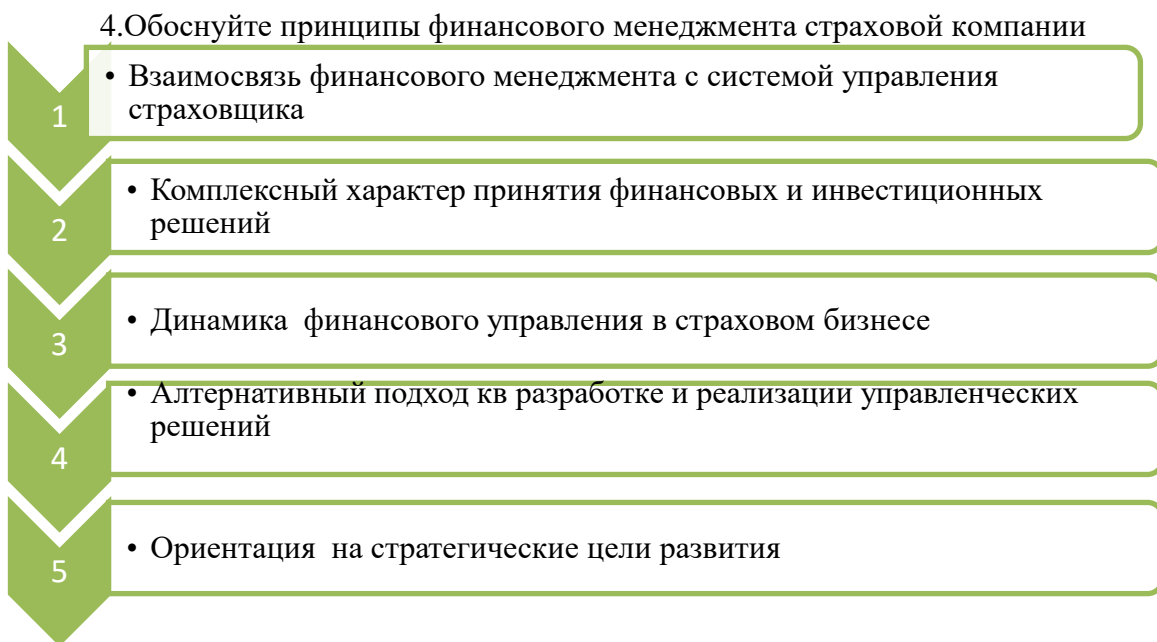 4.Обоснуйте принципы финансового менеджмента страховой компании
1
• Взаимосвязь финансового менеджмента с системой управления
страховщика
2
• Комплексный характер принятия финансовых и инвестиционных
решений
3
• Динамика финансового управления в страховом бизнесе
4
• Алтернативный подход кв разработке и реализации управленческих
решений
5
• Ориентация на стратегические цели развития